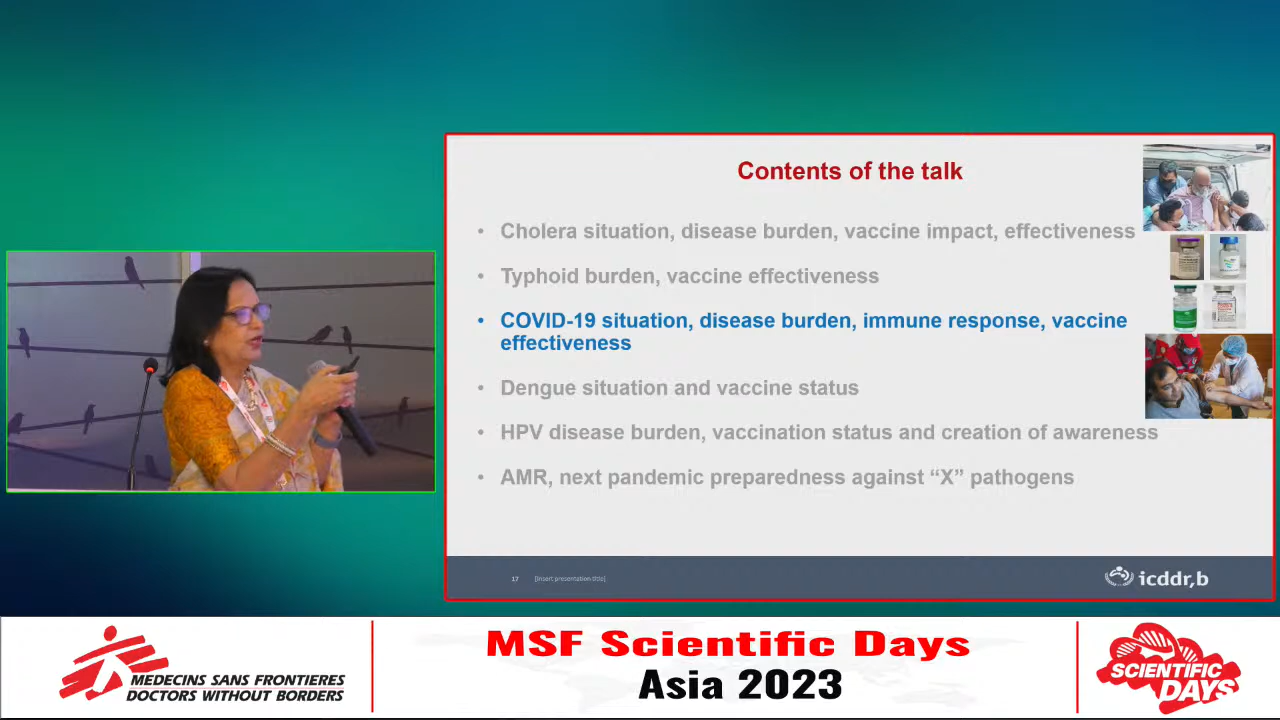 Contents of the talk
• Cholera situation, disease burden, vaccine impact, effectiveness
• Typhoid burden, vaccine effectiveness
• COVID-19 situation, disease burden, immune response, vaccine
effectiveness
• Dengue situation and vaccine status
• HPV disease burden, vaccination status and creation of awareness
• AMR, next pandemic preparedness against “X” pathogens
17 [Insert presentation title]
icddr,b
MEDECINS SANS FRONTIERES
DOCTORS WITHOUT BORDERS
MSF Scientific Days
Asia 2023
SCIENTIFIC
DAYS